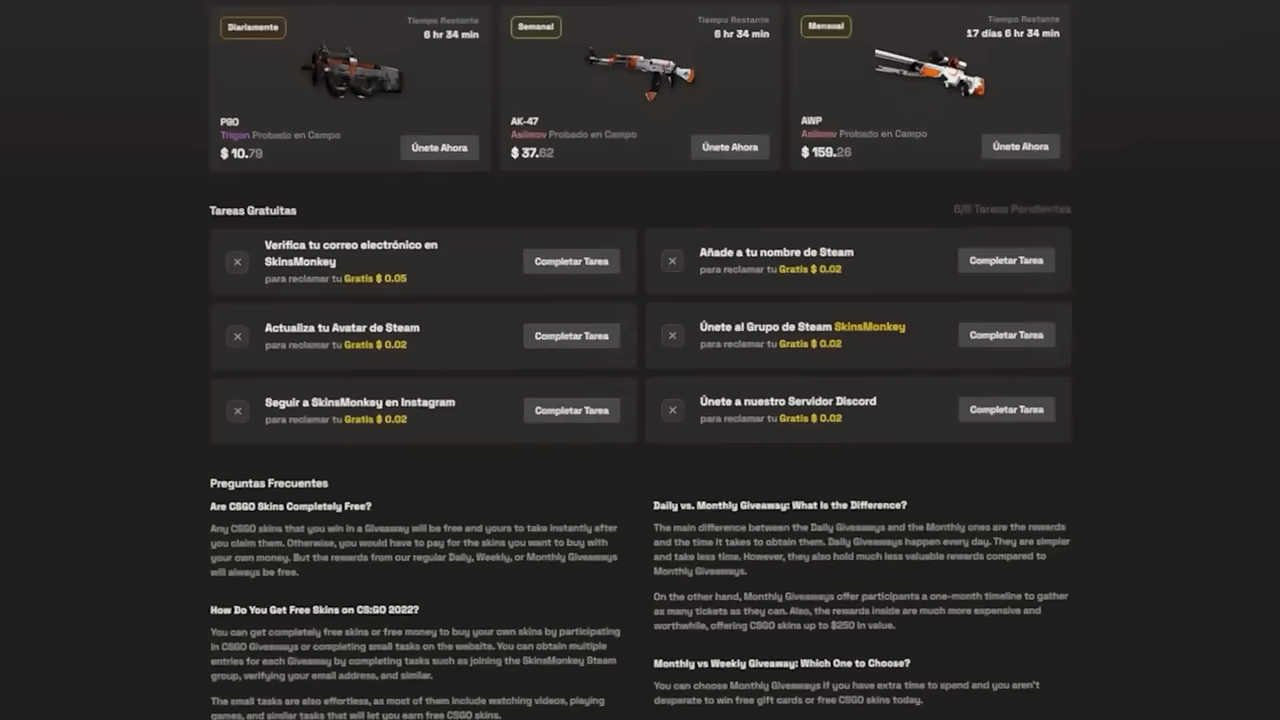 Diariamente
Tiempo Restante
6 hr 34 min
P90
Trigon Probado en Campo
$ 10.79
Únete Ahora
Semanal
Tiempo Restante
6 hr 34 min
AK-47
Asiimov Probado en Campo
$ 37.62
Únete Ahora
Mensual
Tiempo Restante
17 días 6 hr 34 min
AWP
Asiimov Probado en Campo
$ 159.26
Únete Ahora
Tareas Gratuitas
6/6 Tareas Pendientes
Verifica tu correo electrónico en
SkinsMonkey
para reclamar tu Gratis $ 0.05
Completar Tarea
Añade a tu nombre de Steam
para reclamar tu Gratis $ 0.02
Completar Tarea
Actualiza tu Avatar de Steam
para reclamar tu Gratis $ 0.02
Completar Tarea
Únete al Grupo de Steam SkinsMonkey
para reclamar tu Gratis $ 0.02
Completar Tarea
Seguir a SkinsMonkey en Instagram
para reclamar tu Gratis $ 0.02
Completar Tarea
Únete a nuestro Servidor Discord
para reclamar tu Gratis $ 0.02
Completar Tarea
Preguntas Frecuentes
Are CSGO Skins Completely Free?
Any CSGO skins that you win in a Giveaway will be free and yours to take instantly after
you claim them. Otherwise, you would have to pay for the skins you want to buy with
your own money. But the rewards from our regular Daily, Weekly, or Monthly Giveaways
will always be free.
How Do You Get Free Skins on CS:GO 2022?
You can get completely free skins or free money to buy your own skins by participating
in CSGO Giveaways or completing small tasks on the website. You can obtain multiple
entries for each Giveaway by completing tasks such as joining the SkinsMonkey Steam
group, verifying your email address, and similar.
The small tasks are also effortless, as most of them include watching videos, playing
games, and similar tasks that will let you earn free CSGO skins.
Daily vs. Monthly Giveaway: What Is the Difference?
The main difference between the Daily Giveaways and the Monthly ones are the rewards
and the time it takes to obtain them. Daily Giveaways happen every day. They are simpler
and take less time. However, they also hold much less valuable rewards compared to
Monthly Giveaways.
On the other hand, Monthly Giveaways offer participants a one-month timeline to gather
as many tickets as they can. Also, the rewards inside are much more expensive and
worthwhile, offering CSGO skins up to $250 in value.
Monthly vs Weekly Giveaway: Which One to Choose?
You can choose Monthly Giveaways if you have extra time to spend and you aren't
desperate to win free gift cards or free CSGO skins today.